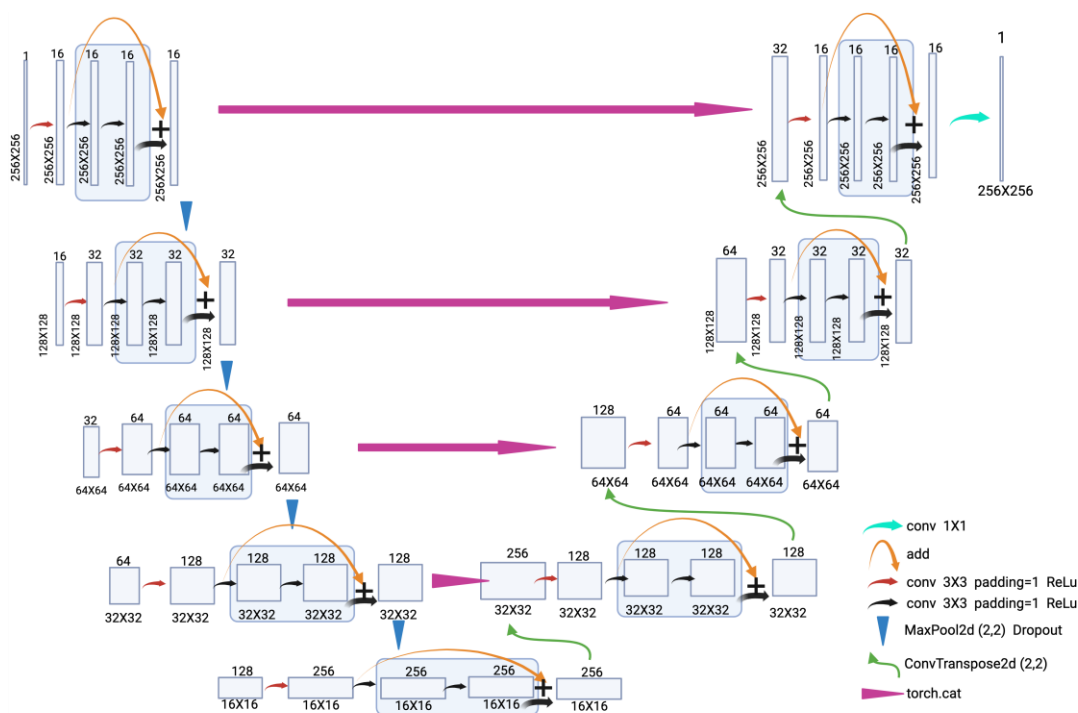 1 16 16 16 16
256X256 256X256 256X256 256X256 256X256
+
32 16 16 16 16 1
256X256 256X256 256X256 256X256 256X256
+
256X256
16 32 32 32 32
128X128 128X128 128X128 128X128 128X128
+
64 32 32 32 32
128X128 128X128 128X128 128X128 128X128
+
32 64 64 64 64
64X64 64X64 64X64 64X64 64X64
+
128 64 64 64 64
64X64 64X64 64X64 64X64 64X64
+
64 128 128 128 128
32X32 32X32 32X32 32X32 32X32
+
256 128 128 128 128
32X32 32X32 32X32 32X32 32X32
+
128 256 256 256 256
16X16 16X16 16X16 16X16 16X16
+
conv 1X1
add
conv 3X3 padding=1 ReLu
conv 3X3 padding=1 ReLu
MaxPool2d (2,2) Dropout
ConvTranspose2d (2,2)
torch.cat